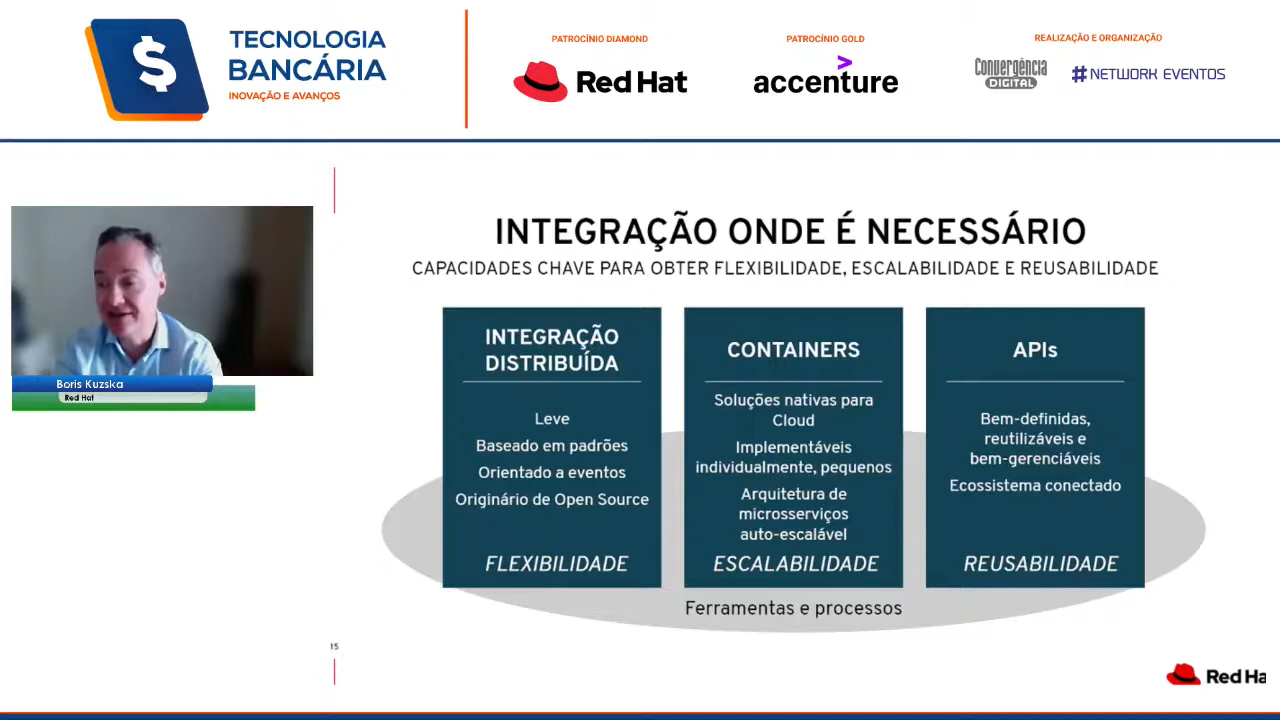 $
TECNOLOGIA
BANCÁRIA
INOVAÇÃO E AVANÇOS
PATROCÍNIO DIAMOND
Red Hat
PATROCÍNIO GOLD
>
accenture
REALIZAÇÃO E ORGANIZAÇÃO
Convergência
DIGITAL
# NETWORK EVENTOS
Boris Kuzska
Red Hat
INTEGRAÇÃO ONDE É NECESSÁRIO
CAPACIDADES CHAVE PARA OBTER FLEXIBILIDADE, ESCALABILIDADE E REUSABILIDADE
INTEGRAÇÃO
DISTRIBUÍDA
Leve
Baseado em padrões
Orientado a eventos
Originário de Open Source
FLEXIBILIDADE
CONTAINERS
Soluções nativas para
Cloud
Implementáveis
individualmente, pequenos
Arquitetura de
microsserviços
auto-escalável
ESCALABILIDADE
APIs
Bem-definidas,
reutilizáveis e
bem-gerenciáveis
Ecossistema conectado
REUSABILIDADE
Ferramentas e processos
15
Red Ha